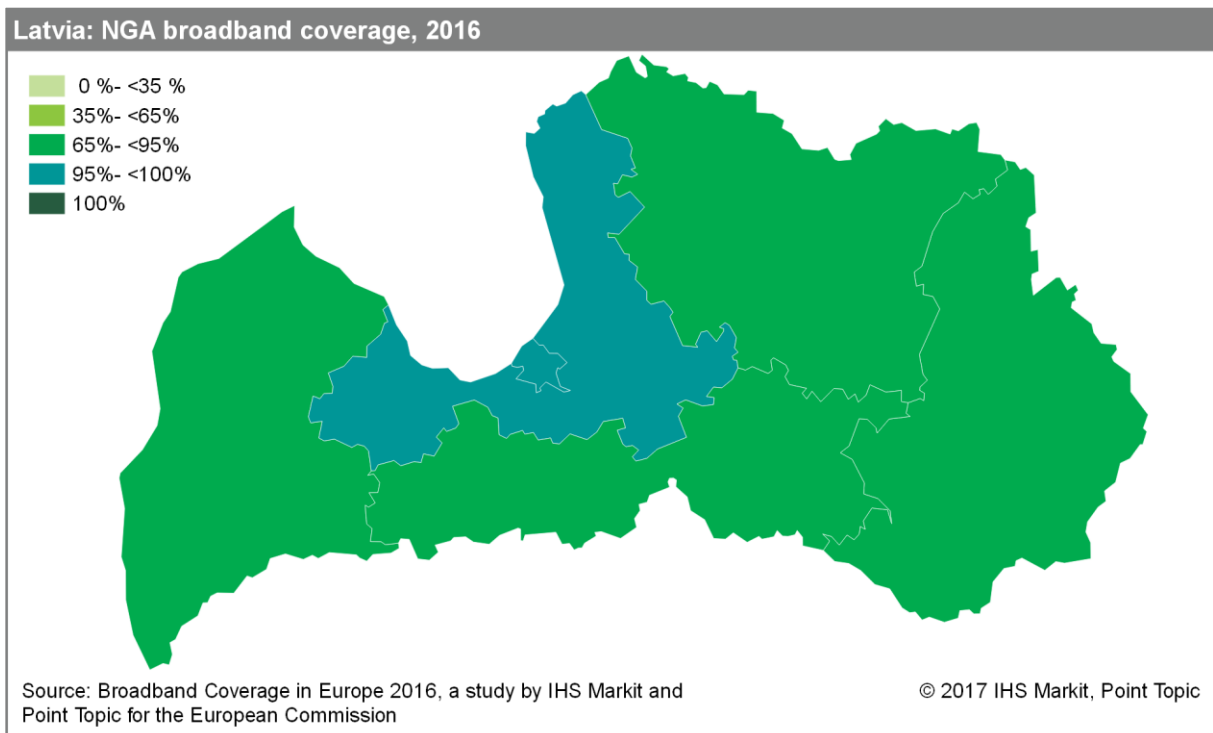 Latvia: NGA broadband coverage, 2016
0 %- <35 %
35%- <65%
65%- <95%
95%- <100%
100%
Source: Broadband Coverage in Europe 2016, a study by IHS Markit and
Point Topic for the European Commission
© 2017 IHS Markit, Point Topic